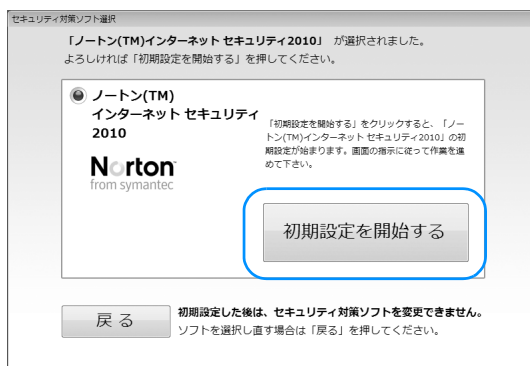 セキュリティ対策ソフト選択
「ノートン(TM)インターネット セキュリティ2010」 が選択されました。
よろしければ「初期設定を開始する」を押してください。
ノートン(TM)
インターネット セキュリティ
2010
Norton
from symantec
「初期設定を開始する」をクリックすると、「ノー
トン(TM)インターネット セキュリティ2010」の初
期設定が始まります。画面の指示に従って作業を進
めて下さい。
初期設定を開始する
戻 る
初期設定した後は、セキュリティ対策ソフトを変更できません。
ソフトを選択し直す場合は「戻る」を押してください。